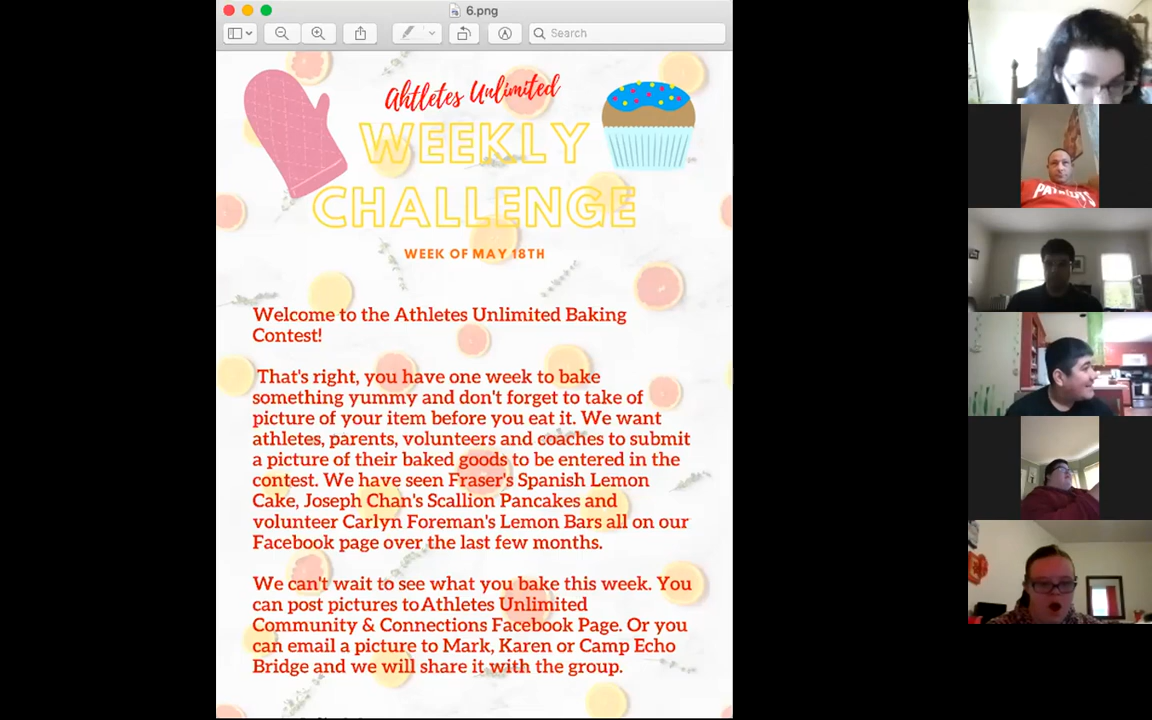 6.png
Search
Ahtletes Unlimited
WEEKLY
CHALLENGE
WEEK OF MAY 18TH
Welcome to the Athletes Unlimited Baking
Contest!
That's right, you have one week to bake
something yummy and don't forget to take of
picture of your item before you eat it. We want
athletes, parents, volunteers and coaches to submit
a picture of their baked goods to be entered in the
contest. We have seen Fraser's Spanish Lemon
Cake, Joseph Chan's Scallion Pancakes and
volunteer Carlyn Foreman's Lemon Bars all on our
Facebook page over the last few months.
We can't wait to see what you bake this week. You
can post pictures toAthletes Unlimited
Community & Connections Facebook Page. Or you
can email a picture to Mark, Karen or Camp Echo
Bridge and we will share it with the group.
PATRIOTS